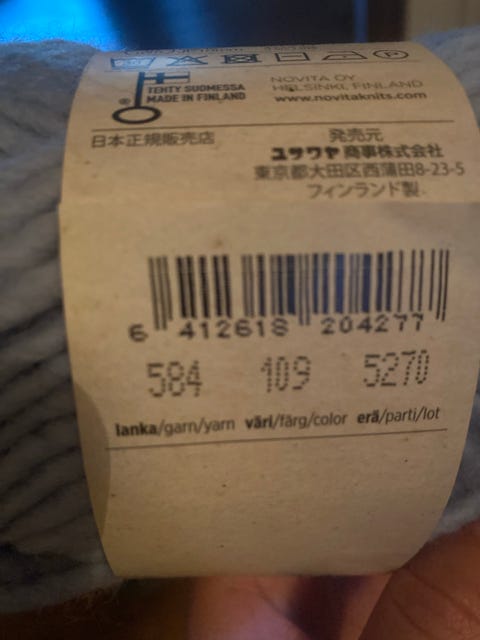 TEHTY SUOMESSA
MADE IN FINLAND
NOVITA OY
HELSINKI, FINLAND
www.novitaknits.com
日本正規販売店
発売元
ユザワヤ商事株式会社
東京都大田区西蒲田8-23-5
フィンランド製
6 412618 204277
584 109 5270
lanka/garn/yarn väri/färg/color erä/parti/lot